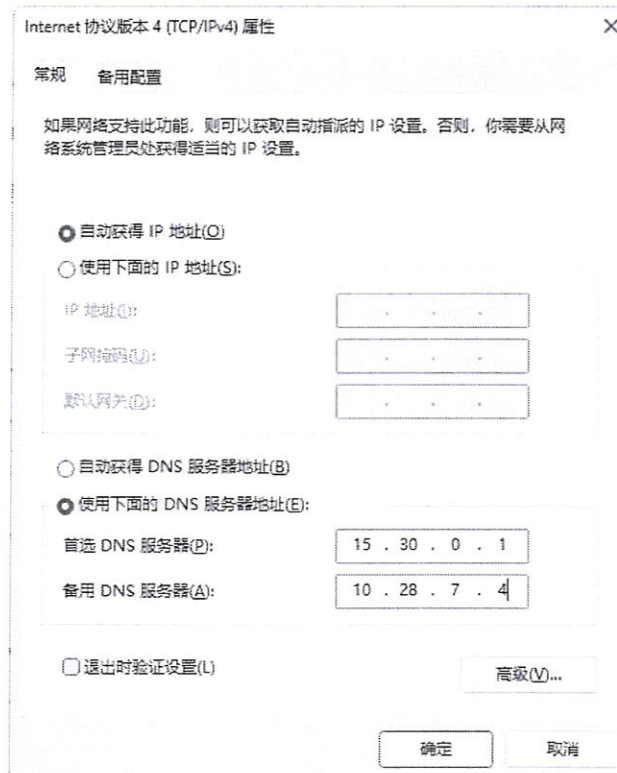 Internet 协议版本 4 (TCP/IPv4) 属性
常规 备用配置
如果网络支持此功能，则可以获取自动指派的 IP 设置。否则，你需要从网
络系统管理员处获得适当的 IP 设置。
自动获得 IP 地址(O)
使用下面的 IP 地址(S):
IP 地址(I):
子网掩码(U):
默认网关(D):
自动获得 DNS 服务器地址(B)
使用下面的 DNS 服务器地址(E):
首选 DNS 服务器(P): 15 . 30 . 0 . 1
备用 DNS 服务器(A): 10 . 28 . 7 . 4
退出时验证设置(L)
高级(V)...
确定 取消